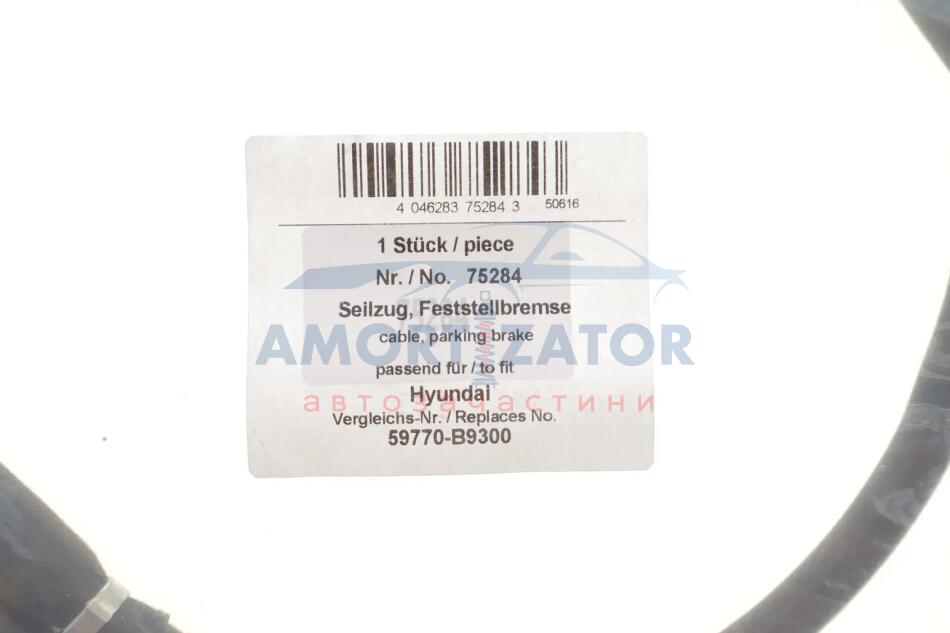 4 046283 75284 3 50616
1 Stück / piece
Nr. / No. 75284
Seilzug, Feststellbremse
cable, parking brake
AMORTIZATOR
passend für / to fit
Hyundai
автозапчастини
Vergleichs-Nr. / Replaces No.
59770-B9300